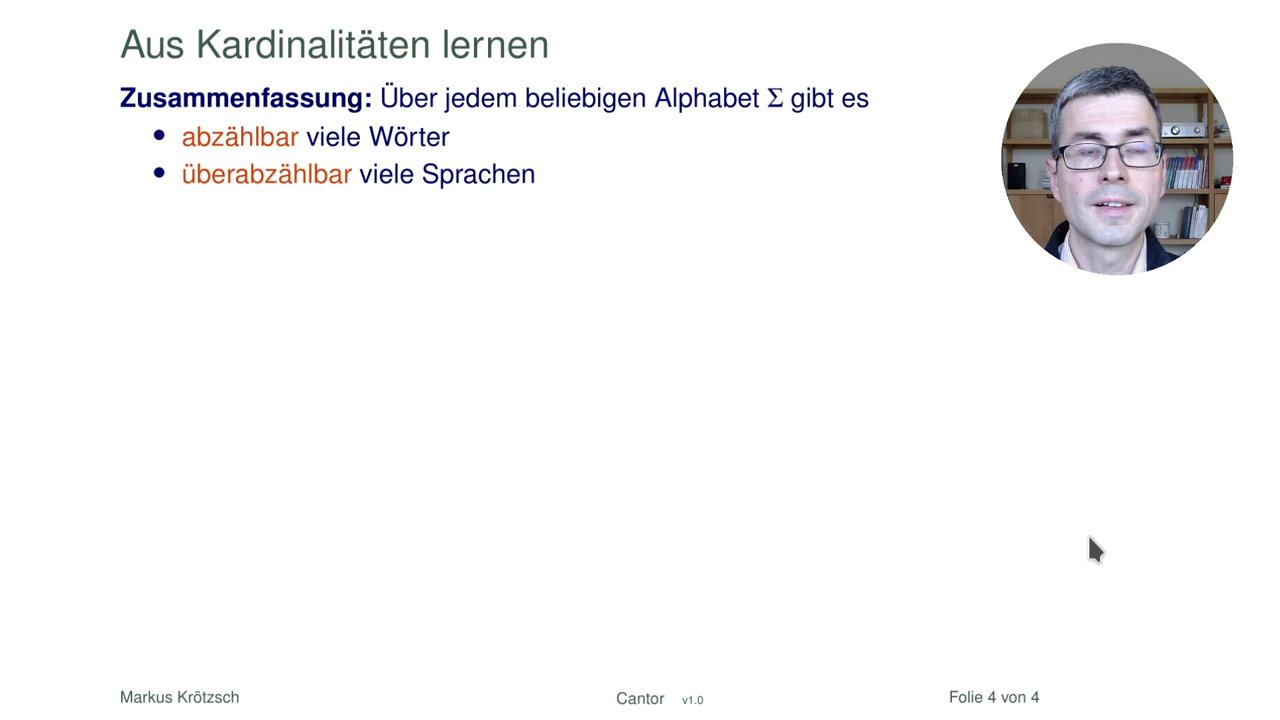 Aus Kardinalitäten lernen
Zusammenfassung: Über jedem beliebigen Alphabet Σ gibt es
• abzählbar viele Wörter
• überabzählbar viele Sprachen
Markus Krötzsch Cantor v1.0 Folie 4 von 4